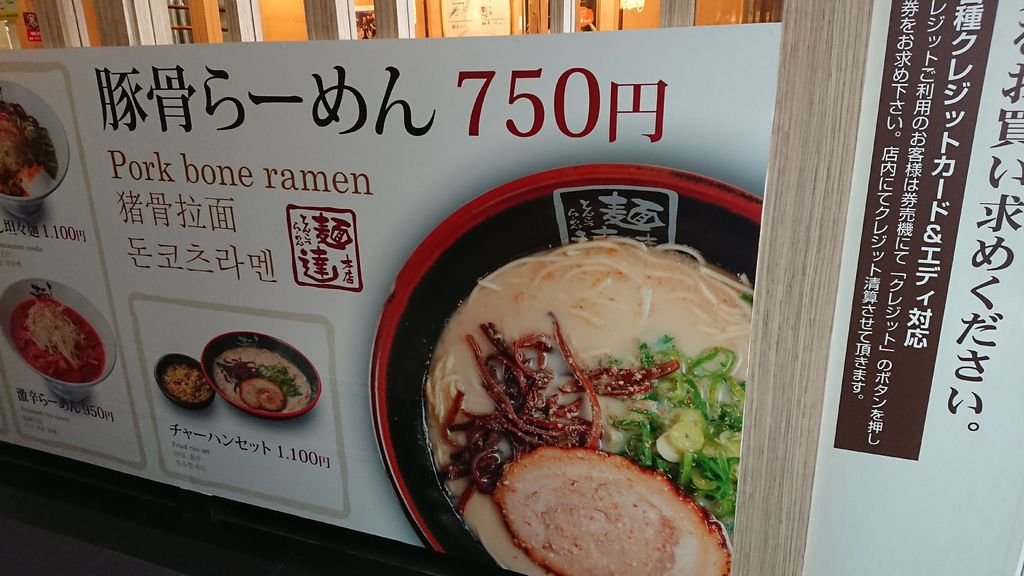 豚骨らーめん 750円
Pork bone ramen
猪骨拉面
돈코츠라멘
麺達
本店
坦々麺 1.100円
激辛らーめん 950円
チャーハンセット 1.100円
Fried rice set
買い求めください。
種クレジットカード&エディ対応
レジットご利用のお客様は券売機にて「クレジット」のボタンを押し
券をお求め下さい。店内にてクレジット清算させて頂きます。